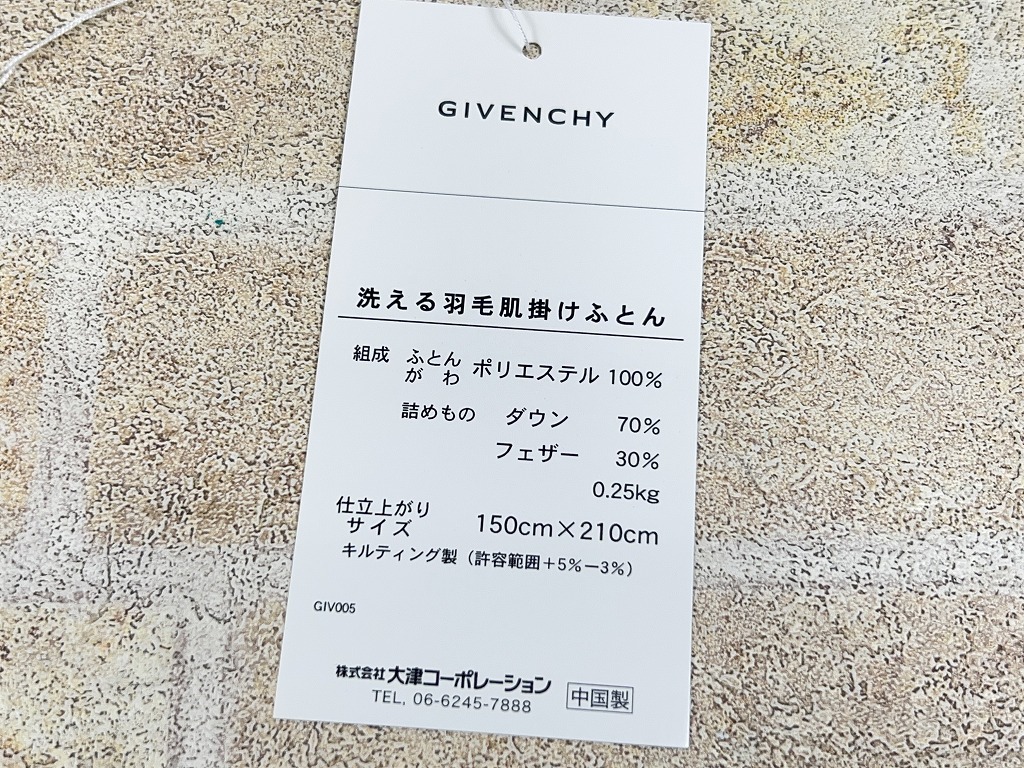 GIVENCHY
洗える羽毛肌掛けふとん
組成 ふとんがわ ポリエステル 100%
詰めもの ダウン 70%
フェザー 30%
0.25kg
仕立上がりサイズ 150cm×210cm
キルティング製（許容範囲+5%ー3%）
GIV005
株式会社大津コーポレーション
TEL, 06-6245-7888 中国製